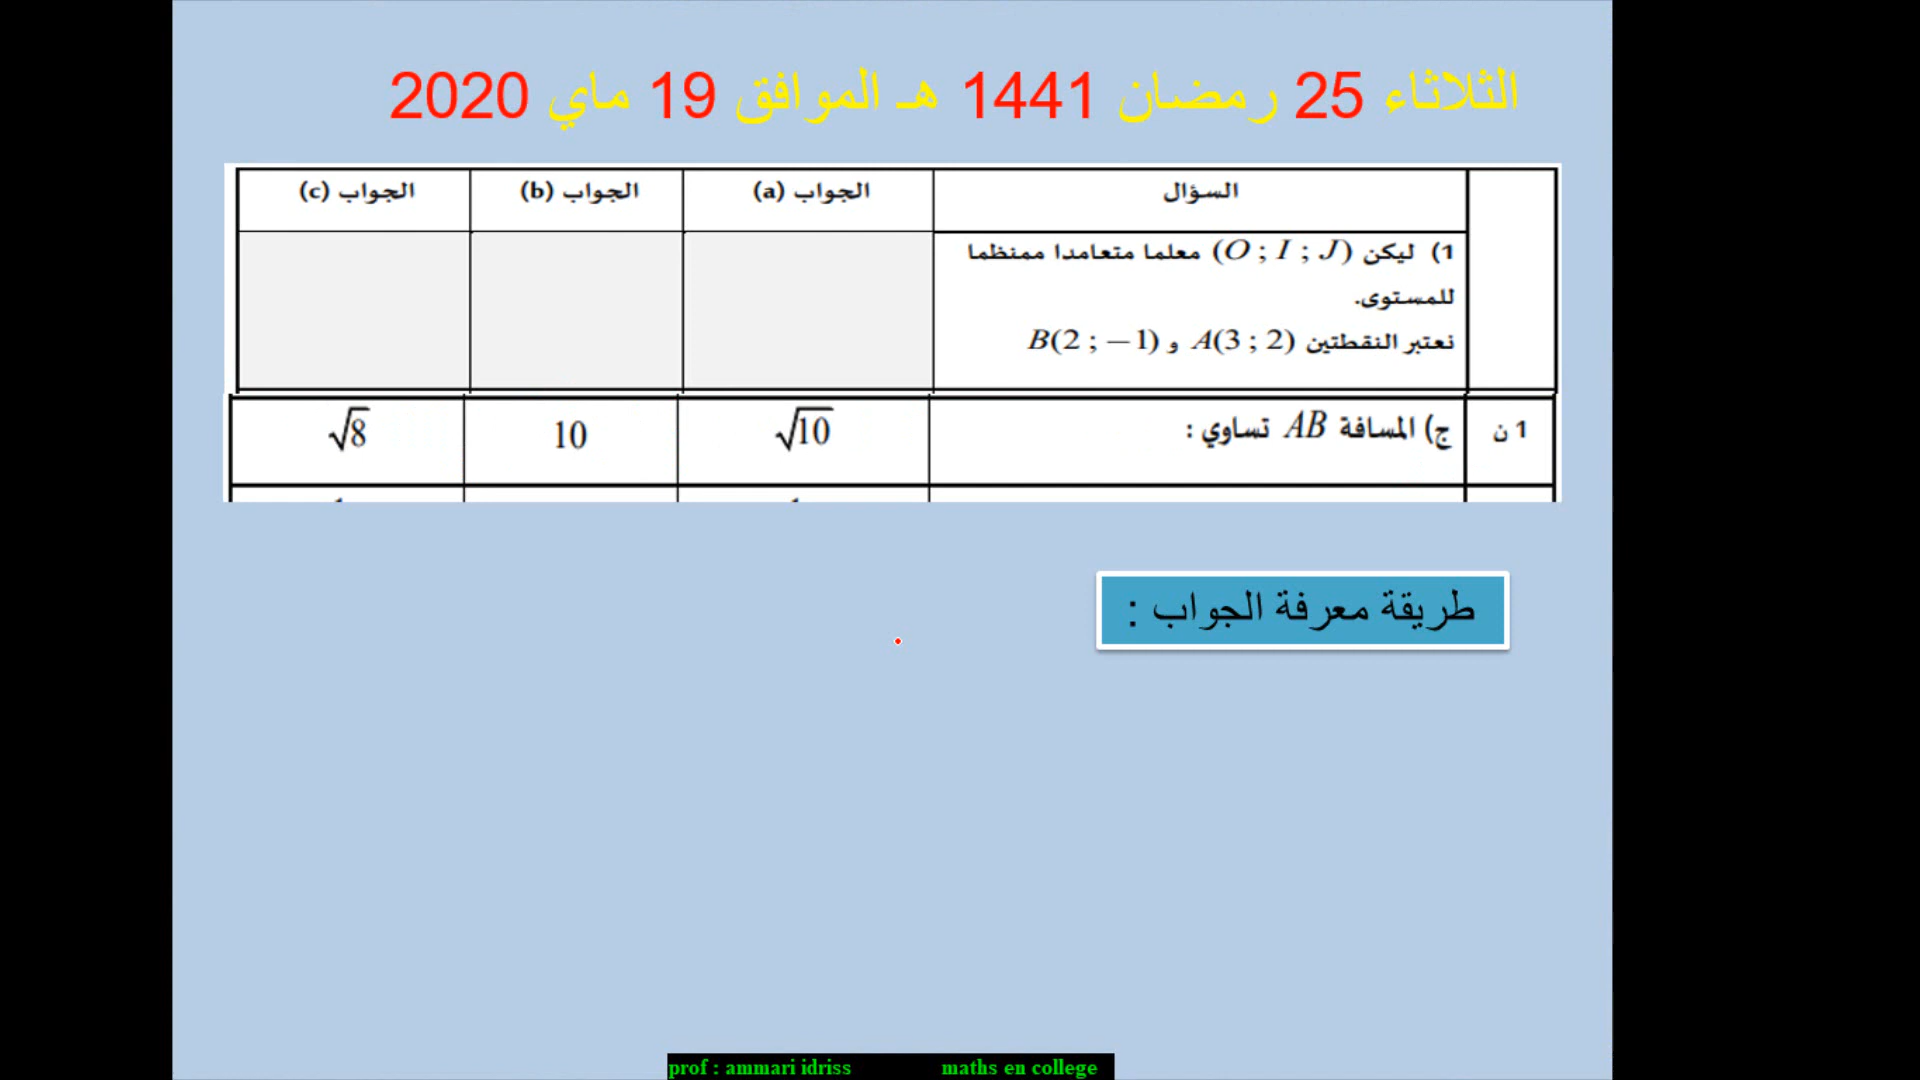 الثلاثاء 25 رمضان 1441 هـ الموافق 19 ماي 2020
السؤال	الجواب (a)	الجواب (b)	الجواب (c)
1) ليكن (O ; I ; J) معلما متعامدا ممنظما
للمستوى.
نعتبر النقطتين A(3 ; 2) و B(2 ; −1)
1 ن	ج) المسافة AB تساوي :	√10	10	√8
طريقة معرفة الجواب :
prof : ammari idriss	maths en college